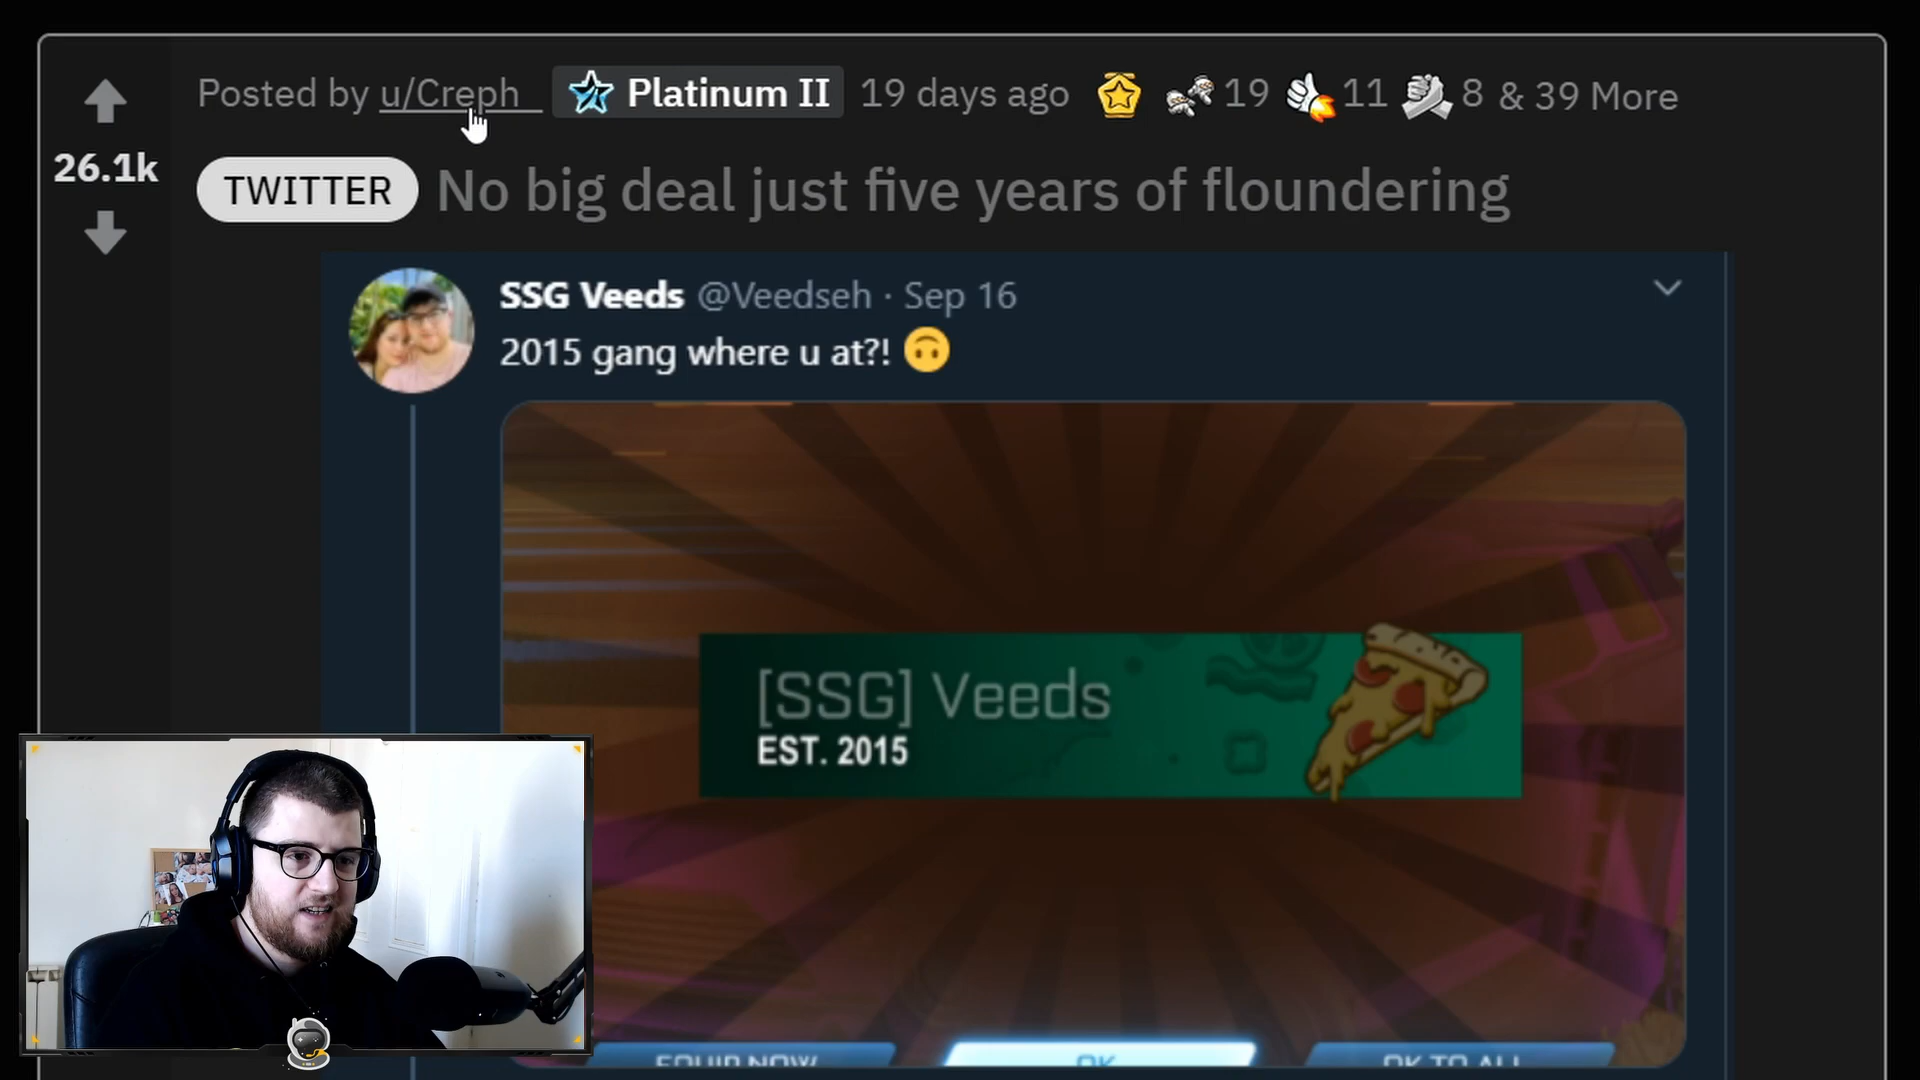 Posted by u/Creph_ Platinum II 19 days ago 19 11 8 & 39 More
26.1k
TWITTER No big deal just five years of floundering
SSG Veeds @Veedseh · Sep 16
2015 gang where u at?! 🙃
[SSG] Veeds
EST. 2015
EQUIP NOW OK OK TO ALL